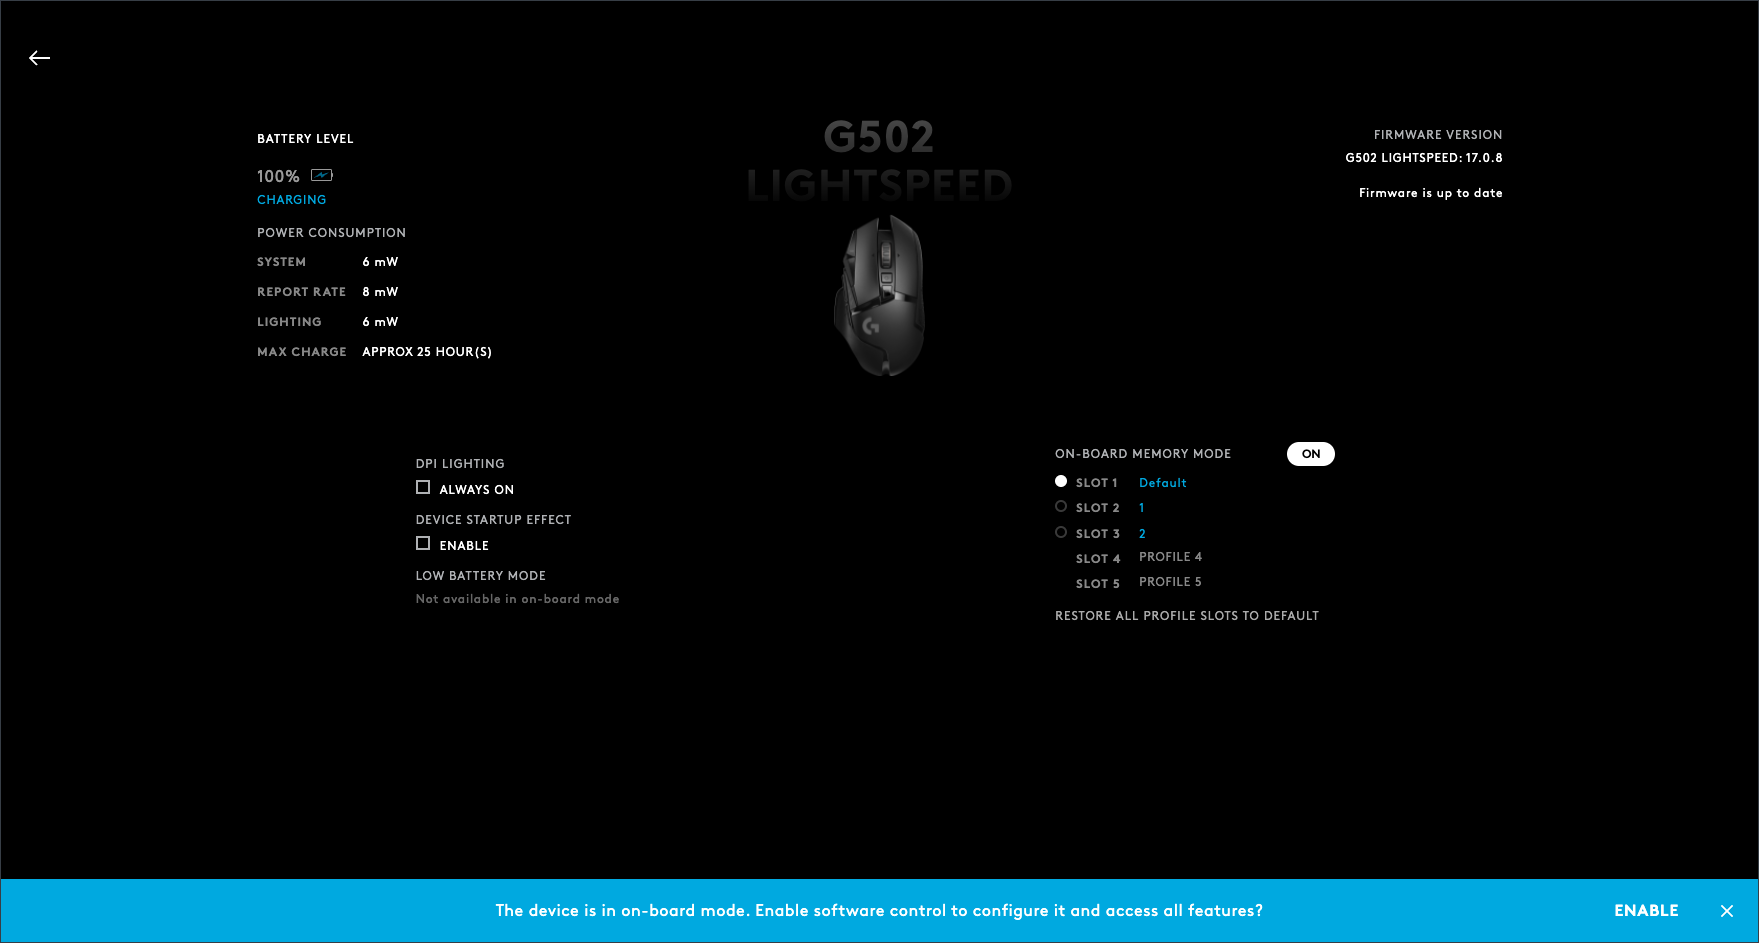 G502
LIGHTSPEED
BATTERY LEVEL
100%
CHARGING
POWER CONSUMPTION
SYSTEM 6 mW
REPORT RATE 8 mW
LIGHTING 6 mW
MAX CHARGE APPROX 25 HOUR(S)
FIRMWARE VERSION
G502 LIGHTSPEED: 17.0.8
Firmware is up to date
DPI LIGHTING
ALWAYS ON
DEVICE STARTUP EFFECT
ENABLE
LOW BATTERY MODE
Not available in on-board mode
ON-BOARD MEMORY MODE ON
SLOT 1 Default
SLOT 2 1
SLOT 3 2
SLOT 4 PROFILE 4
SLOT 5 PROFILE 5
RESTORE ALL PROFILE SLOTS TO DEFAULT
The device is in on-board mode. Enable software control to configure it and access all features? ENABLE